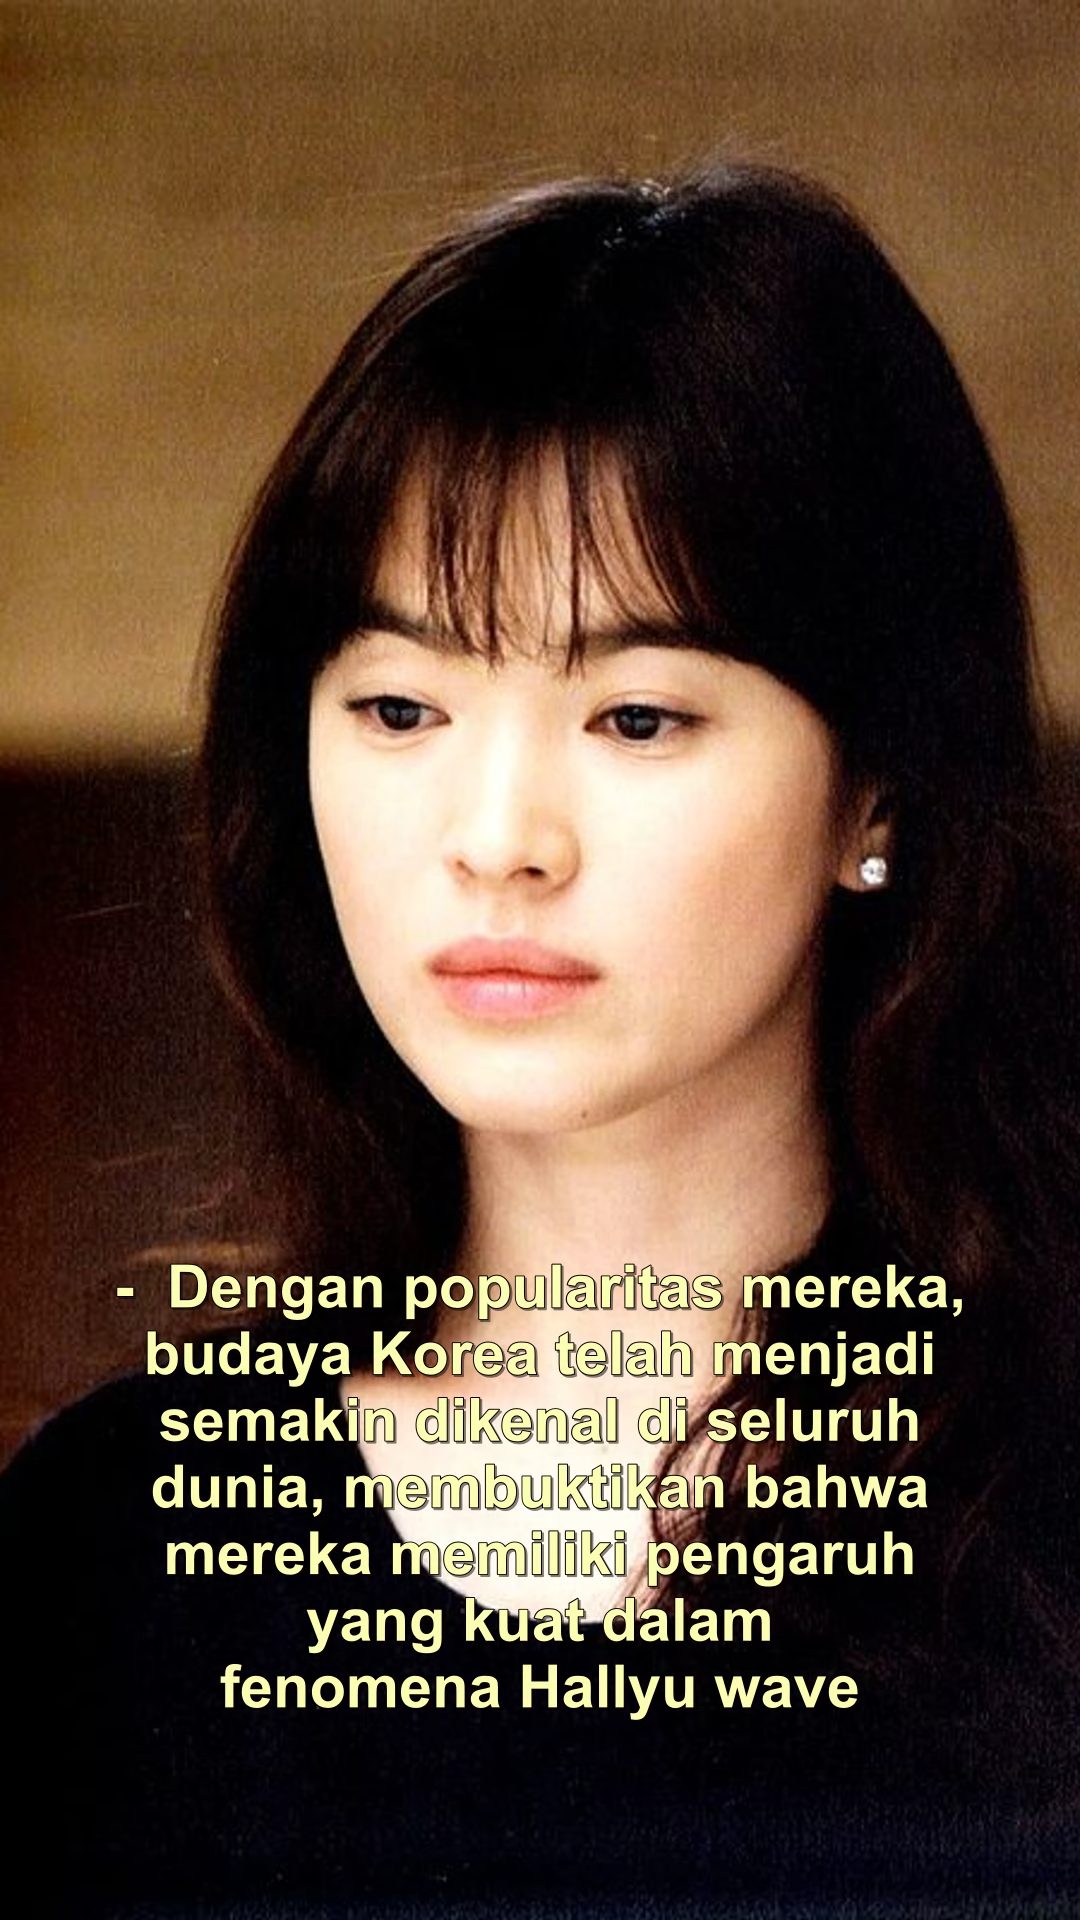 - Dengan popularitas mereka,
budaya Korea telah menjadi
semakin dikenal di seluruh
dunia, membuktikan bahwa
mereka memiliki pengaruh
yang kuat dalam
fenomena Hallyu wave